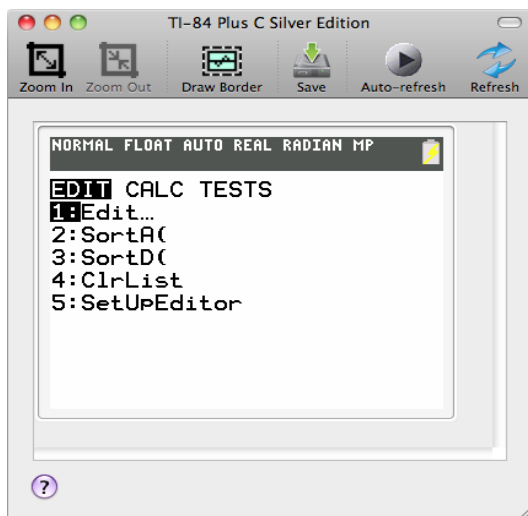 TI-84 Plus C Silver Edition
Zoom In Zoom Out Draw Border Save Auto-refresh Refresh
NORMAL FLOAT AUTO REAL RADIAN MP
EDIT CALC TESTS
1:Edit…
2:SortA(
3:SortD(
4:ClrList
5:SetUpEditor
?